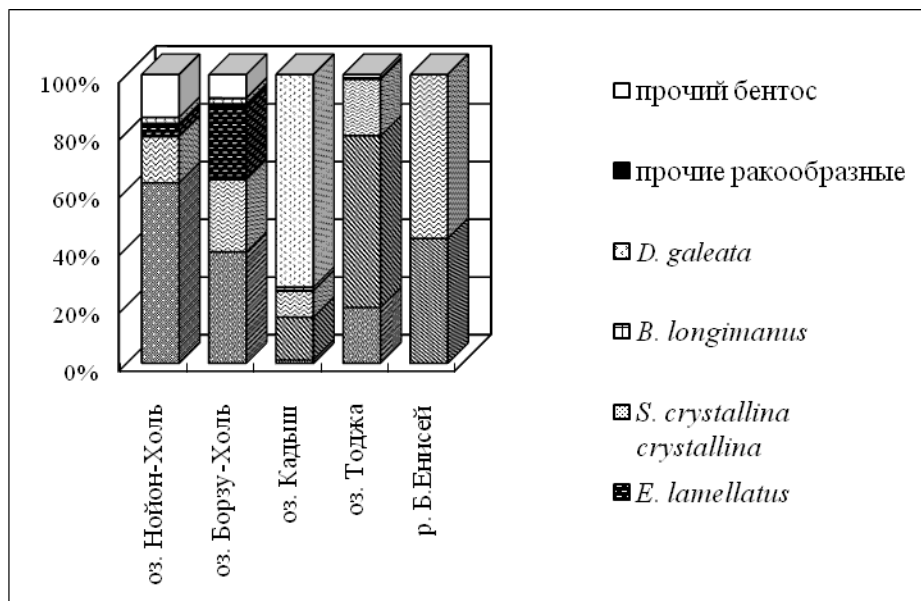 100%
80%
60%
40%
20%
0%
оз. Нойон-Холь
оз. Борзу-Холь
оз. Кадыш
оз. Тоджа
р. Б.Енисей
прочий бентос
прочие ракообразные
D. galeata
B. longimanus
S. crystallina
crystallina
E. lamellatus